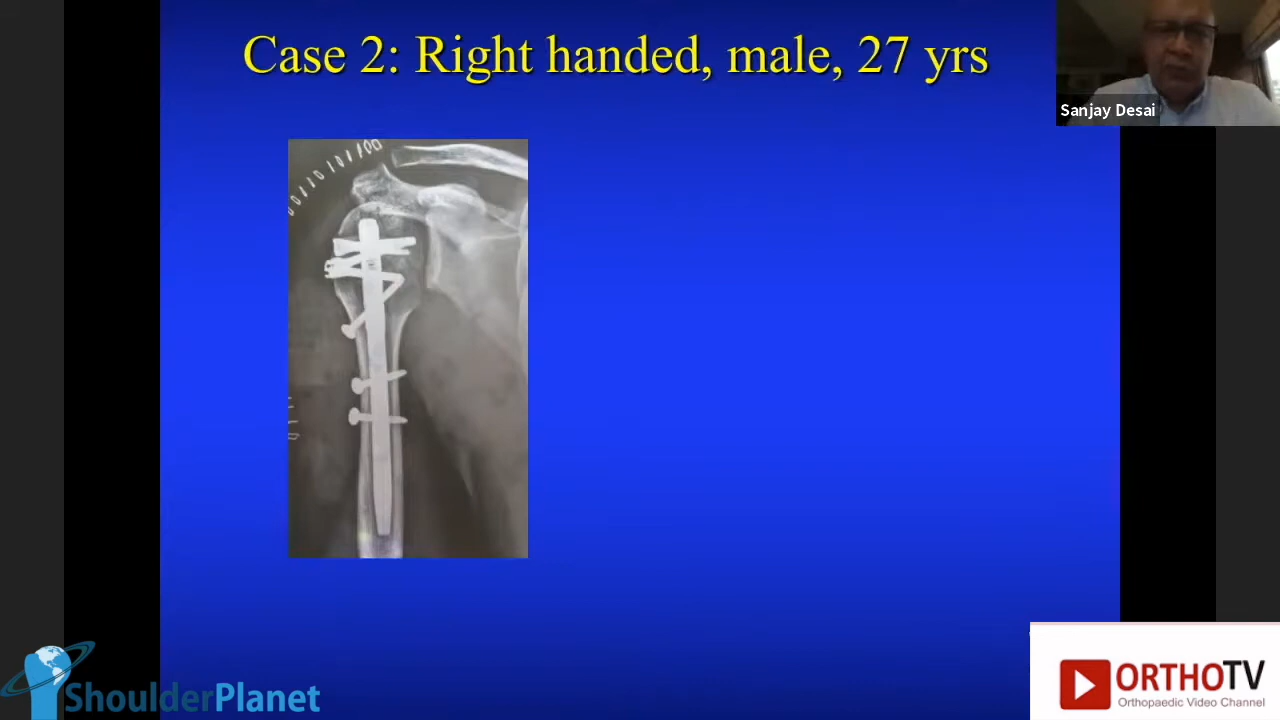 Case 2: Right handed, male, 27 yrs
Sanjay Desai
ShoulderPlanet
ORTHOTV
Orthopaedic Video Channel